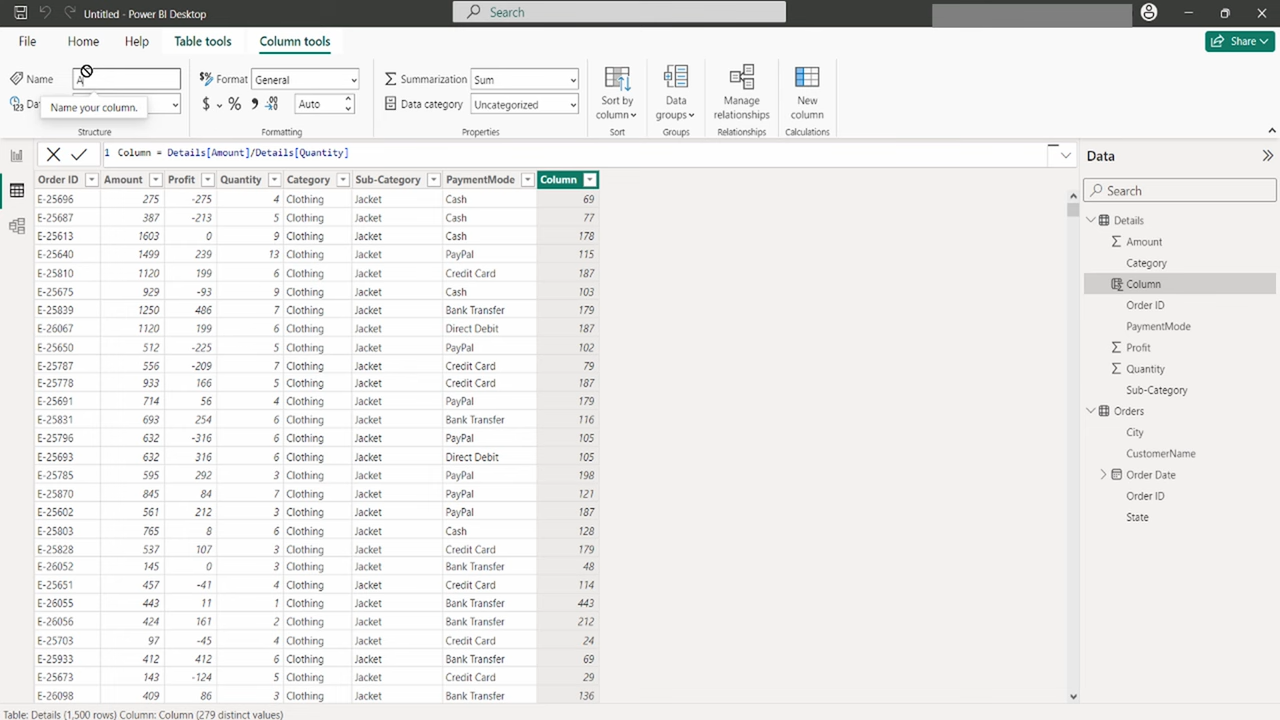 Untitled - Power BI Desktop
Search
File Home Help Table tools Column tools
Share
Name A
Format General
Summarization Sum
Data category Uncategorized
Name your column.
$ % Auto
Sort by column
Data groups
Manage relationships
New column
Structure Formatting Properties Sort Groups Relationships Calculations
1 Column = Details[Amount]/Details[Quantity]
Order ID Amount Profit Quantity Category Sub-Category PaymentMode Column
E-25696 275 -275 4 Clothing Jacket Cash 69
E-25687 387 -213 5 Clothing Jacket Cash 77
E-25613 1603 0 9 Clothing Jacket Cash 178
E-25640 1499 239 13 Clothing Jacket PayPal 115
E-25810 1120 199 6 Clothing Jacket Credit Card 187
E-25675 929 -93 9 Clothing Jacket Cash 103
E-25839 1250 486 7 Clothing Jacket Bank Transfer 179
E-26067 1120 199 6 Clothing Jacket Direct Debit 187
E-25650 512 -225 5 Clothing Jacket PayPal 102
E-25787 556 -209 7 Clothing Jacket Credit Card 79
E-25778 933 166 5 Clothing Jacket Credit Card 187
E-25691 714 56 4 Clothing Jacket PayPal 179
E-25831 693 254 6 Clothing Jacket Bank Transfer 116
E-25796 632 -316 6 Clothing Jacket PayPal 105
E-25693 632 316 6 Clothing Jacket Direct Debit 105
E-25785 595 292 3 Clothing Jacket PayPal 198
E-25870 845 84 7 Clothing Jacket PayPal 121
E-25602 561 212 3 Clothing Jacket PayPal 187
E-25803 765 8 6 Clothing Jacket Cash 128
E-25828 537 107 3 Clothing Jacket Credit Card 179
E-26052 145 0 3 Clothing Jacket Bank Transfer 48
E-25651 457 -41 4 Clothing Jacket Credit Card 114
E-26055 443 11 1 Clothing Jacket Bank Transfer 443
E-26056 424 161 2 Clothing Jacket Bank Transfer 212
E-25703 97 -45 4 Clothing Jacket Credit Card 24
E-25933 412 412 6 Clothing Jacket Bank Transfer 69
E-25673 143 -124 5 Clothing Jacket Credit Card 29
E-26098 409 86 3 Clothing Jacket Bank Transfer 136
Data
Search
Details
Amount
Category
Column
Order ID
PaymentMode
Profit
Quantity
Sub-Category
Orders
City
CustomerName
Order Date
Order ID
State
Table: Details (1,500 rows) Column: Column (279 distinct values)